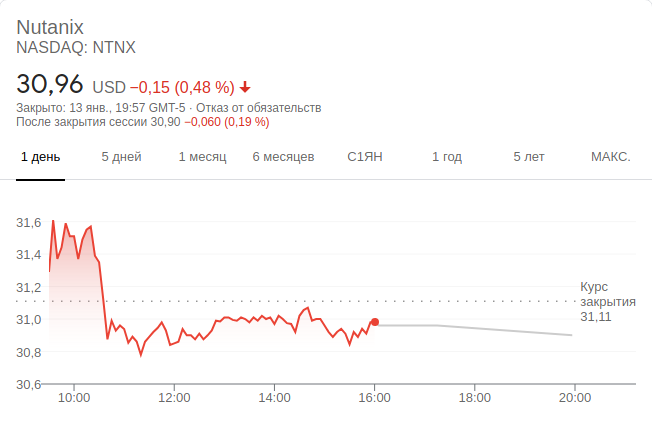 Nutanix
NASDAQ: NTNX
30,96 USD −0,15 (0,48 %)
Закрыто: 13 янв., 19:57 GMT-5 · Отказ от обязательств
После закрытия сессии 30,90 −0,060 (0,19 %)
1 день 5 дней 1 месяц 6 месяцев С1ЯН 1 год 5 лет МАКС.
31,6
31,4
31,2
31,0
30,8
30,6
Курс
закрытия
31,11
10:00 12:00 14:00 16:00 18:00 20:00